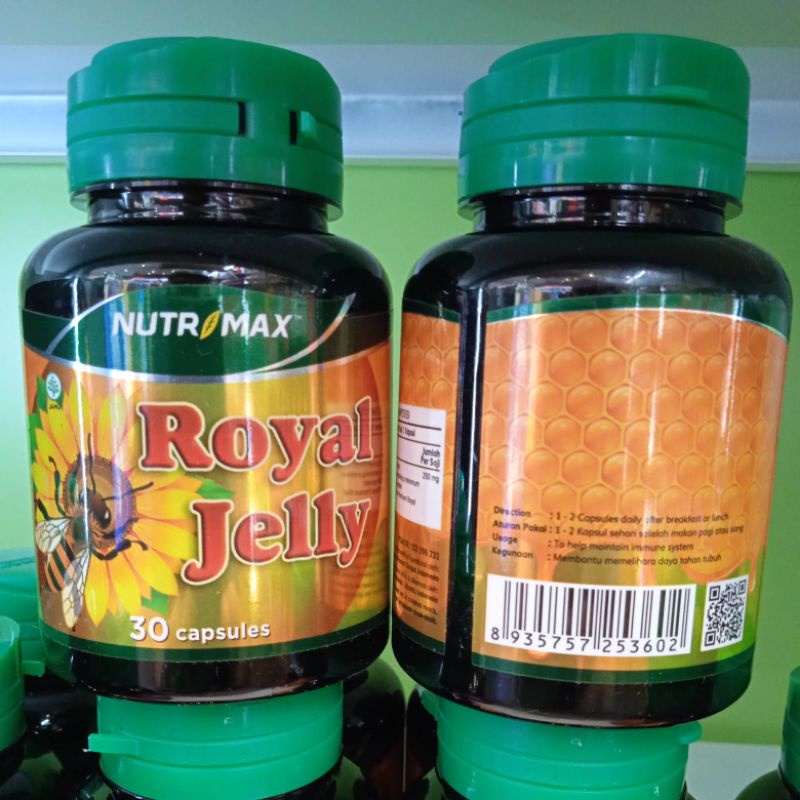 NUTRIMAX™
JAMU
Royal
Jelly
30 capsules
Jumlah
Per Saji
250 mg
Direction : 1 - 2 Capsules daily after breakfast or lunch
Aturan Pakai : 1 - 2 Kapsul sehari setelah makan pagi atau siang
Usage : To help maintain immune system
Kegunaan : Membantu memelihara daya tahan tubuh
8 935757 253602